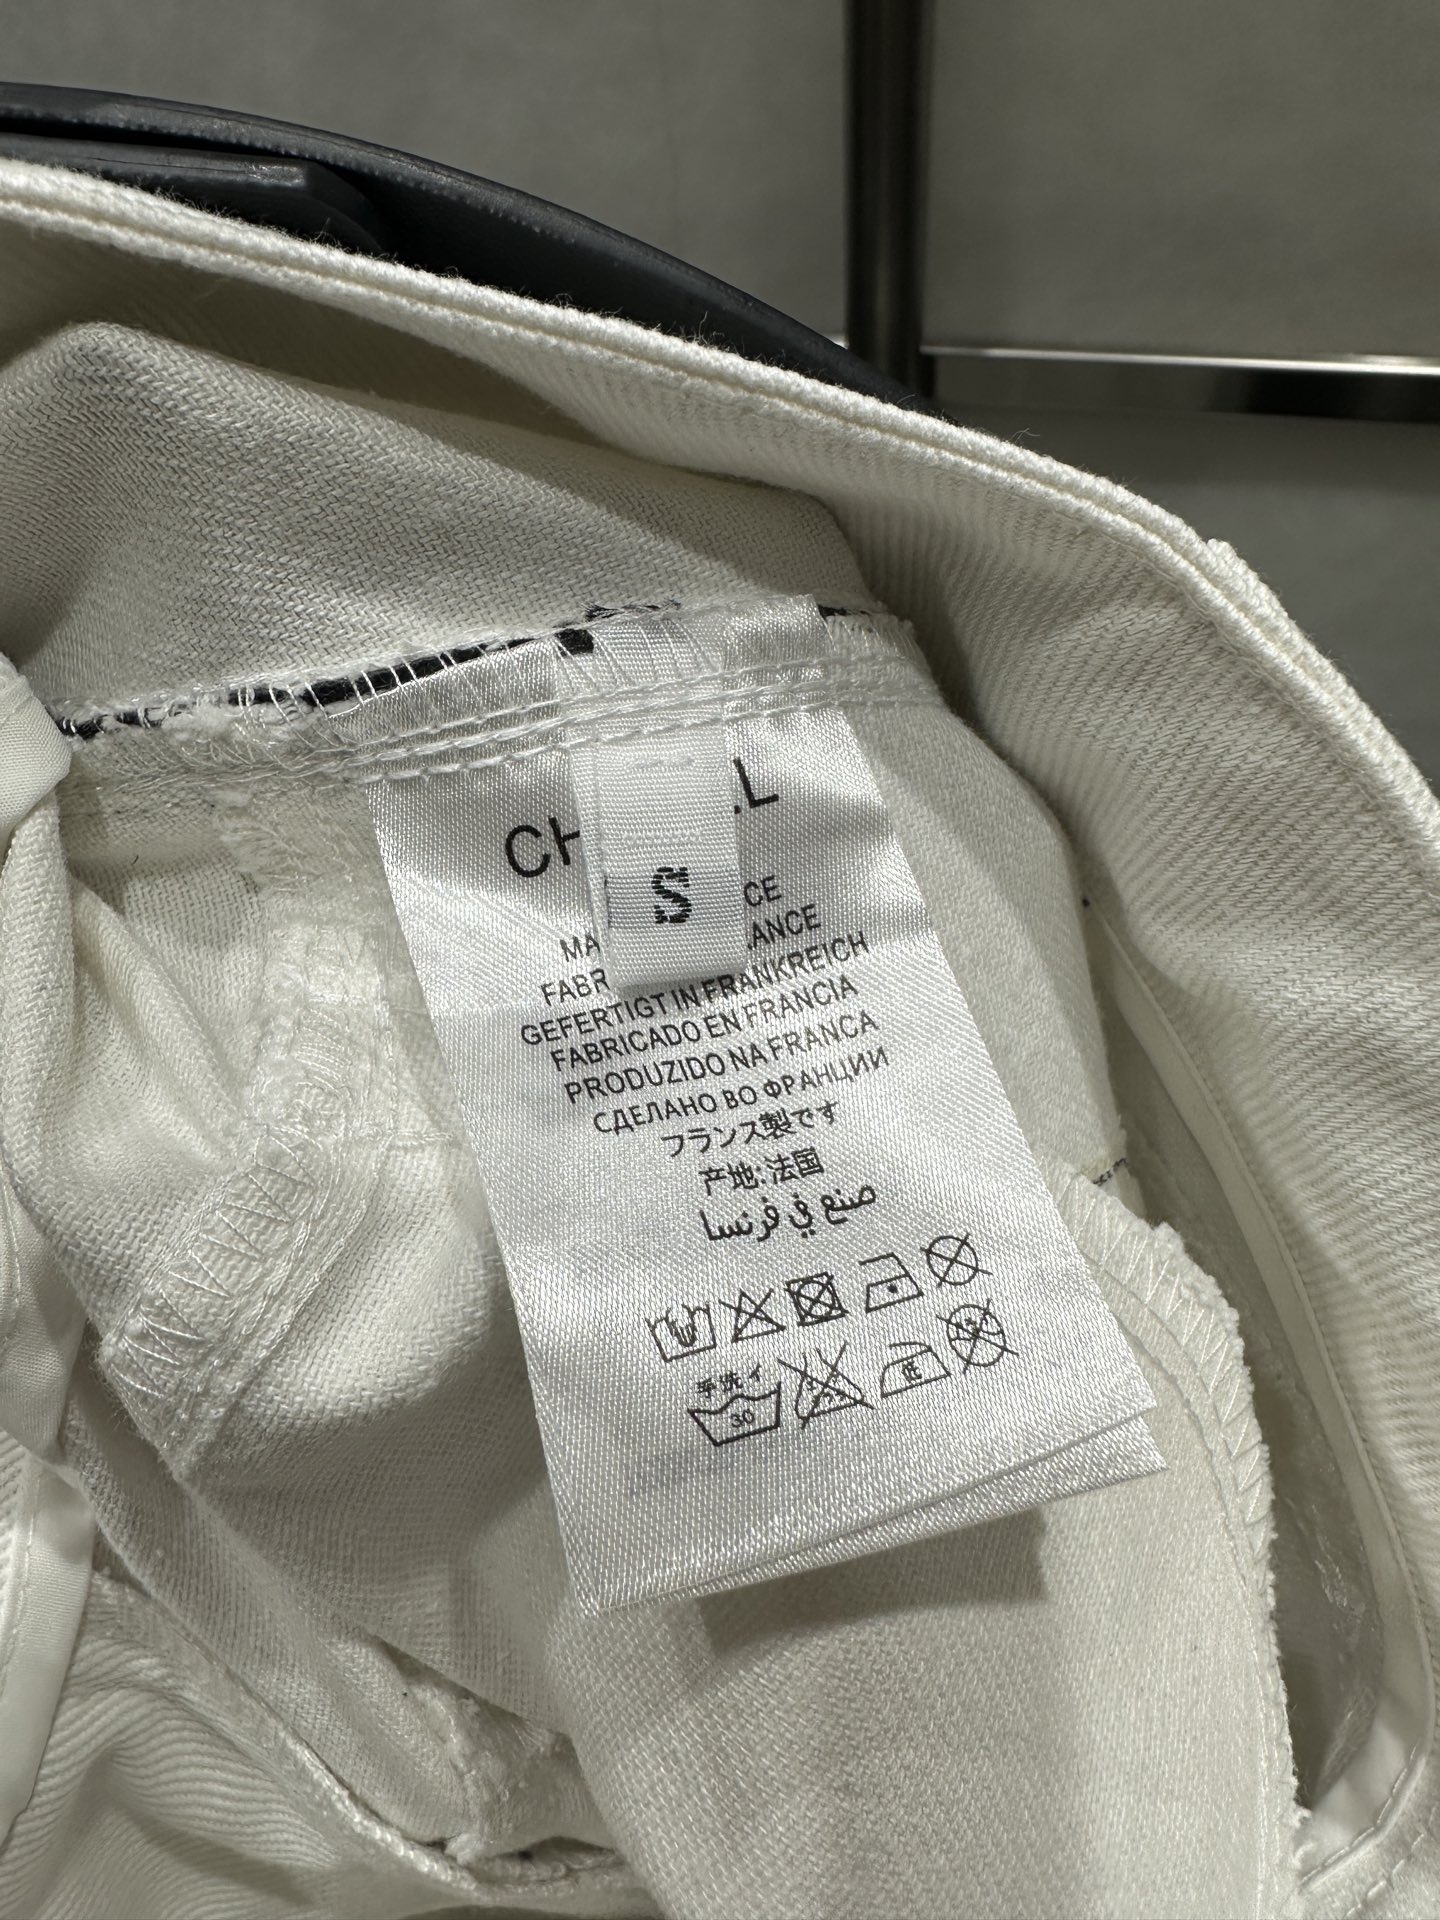 CH
.L
S
CE
MA
ANCE
FABR
GEFERTIGT IN FRANKREICH
FABRICADO EN FRANCIA
PRODUZIDO NA FRANCA
СДЕЛАНО ВО ФРАНЦИИ
フランス製です
产地:法国
صنع في فرنسا
手洗イ
30
低